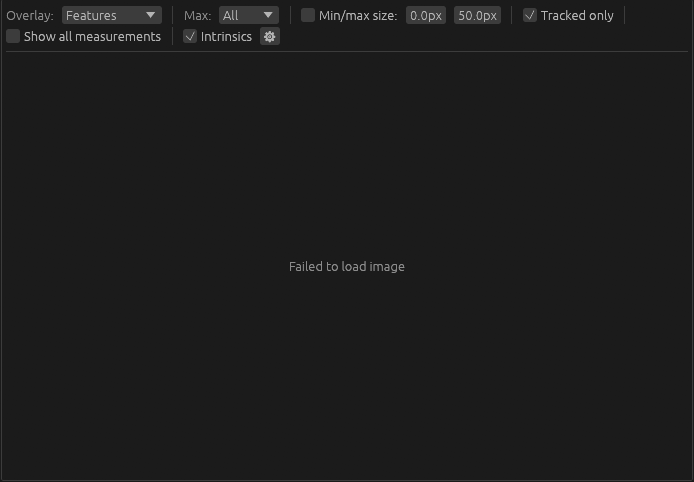 Overlay: Features Max: All Min/max size: 0.0px 50.0px Tracked only
Show all measurements Intrinsics
Failed to load image